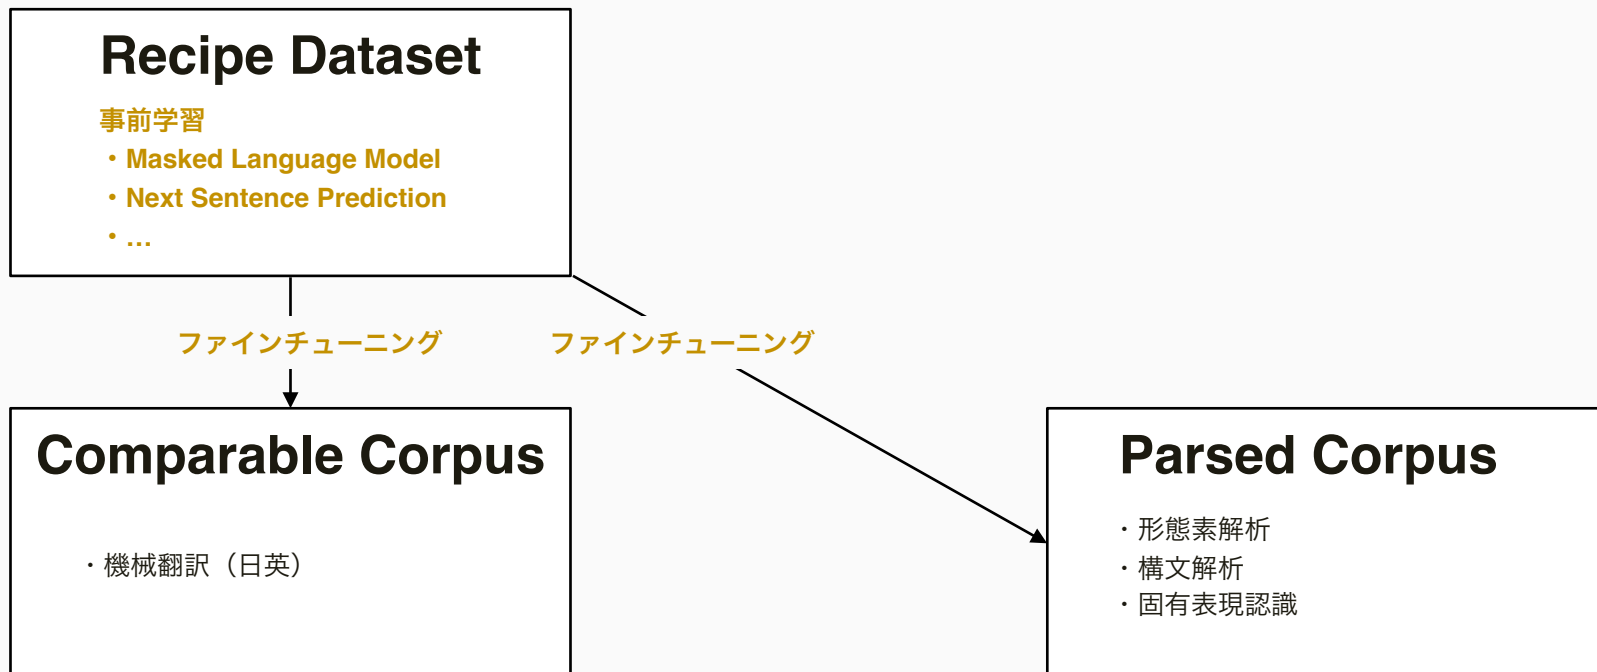 Recipe Dataset
事前学習
・Masked Language Model
・Next Sentence Prediction
・…
ファインチューニング
ファインチューニング
Comparable Corpus
・機械翻訳（日英）
Parsed Corpus
・形態素解析
・構文解析
・固有表現認識